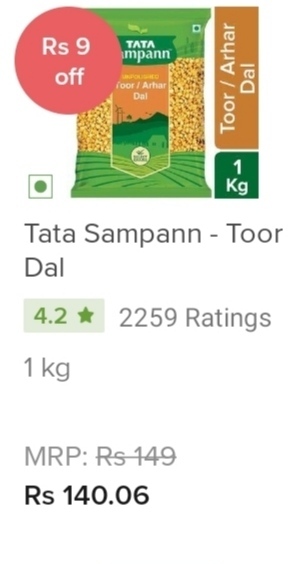 Rs 9
off
TATA
Sampann
Toor / Arhar
Dal
Toor / Arhar
Dal
1
Kg
Tata Sampann - Toor
Dal
4.2 ★ 2259 Ratings
1 kg
MRP: Rs 149
Rs 140.06